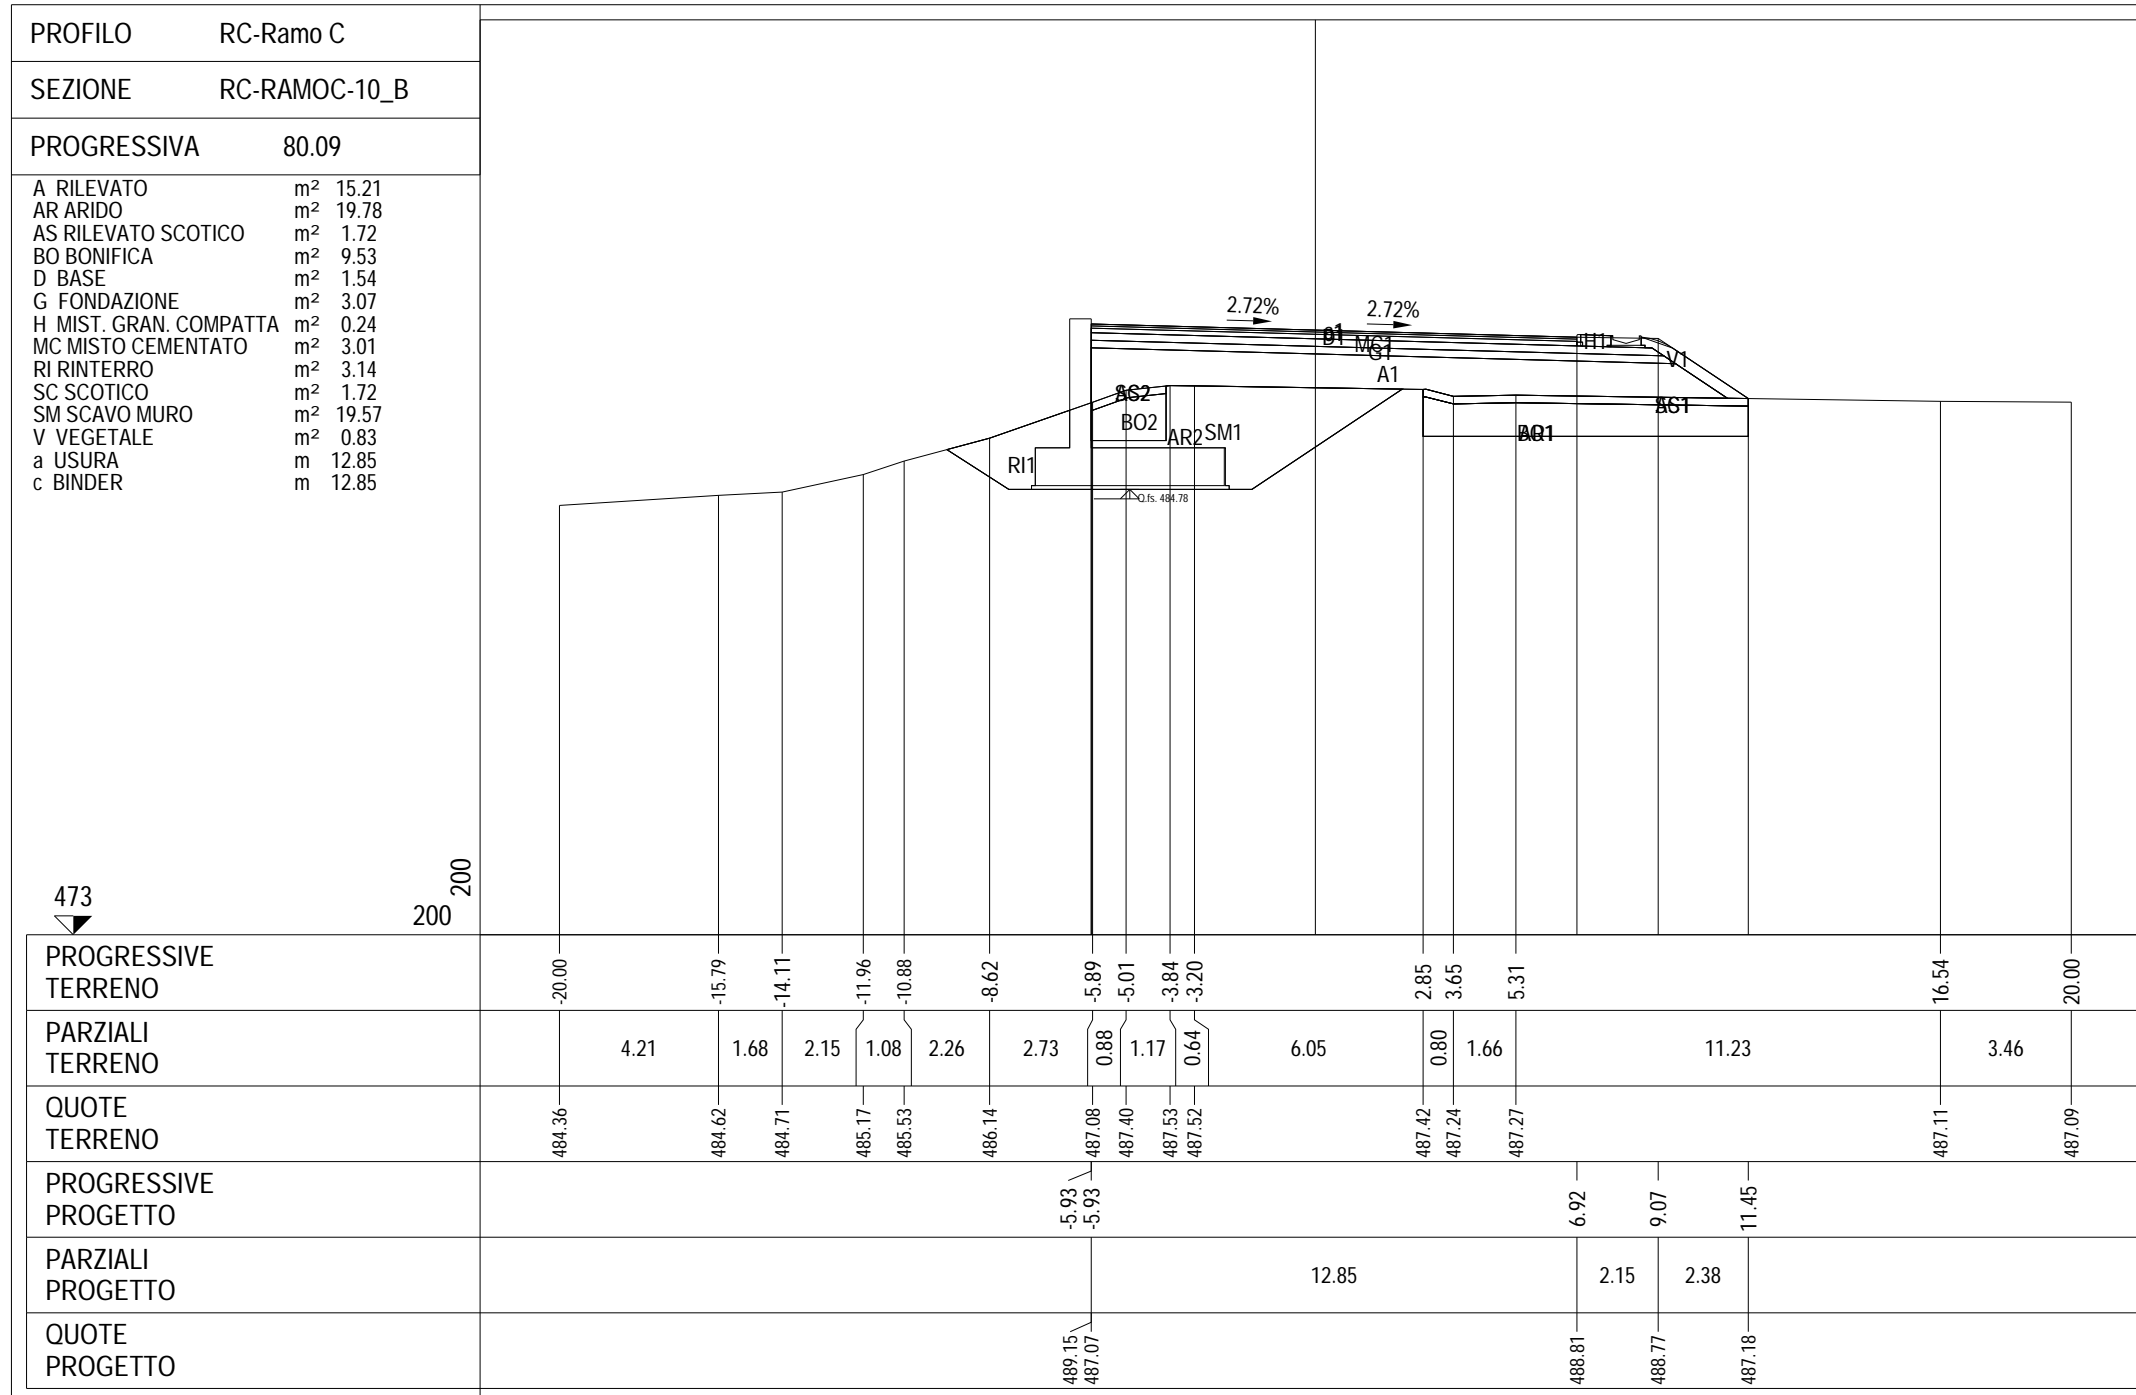 PROFILO RC-Ramo C
SEZIONE RC-RAMOC-10_B
PROGRESSIVA 80.09
A RILEVATO m² 15.21
AR ARIDO m² 19.78
AS RILEVATO SCOTICO m² 1.72
BO BONIFICA m² 9.53
D BASE m² 1.54
G FONDAZIONE m² 3.07
H MIST. GRAN. COMPATTA m² 0.24
MC MISTO CEMENTATO m² 3.01
RI RINTERRO m² 3.14
SC SCOTICO m² 1.72
SM SCAVO MURO m² 19.57
V VEGETALE m² 0.83
a USURA m 12.85
c BINDER m 12.85
2.72% 2.72%
D1
MC1
H1
G1
V1
A1
BO2
AR2
SM1
RI1
Q.fs. 484.78
473
200
200
PROGRESSIVE TERRENO
-20.00 -15.79 -14.11 -11.96 -10.88 -8.62 -5.89 -5.01 -3.84 -3.20 2.85 3.65 5.31 16.54 20.00
PARZIALI TERRENO
4.21 1.68 2.15 1.08 2.26 2.73 0.88 1.17 0.64 6.05 0.80 1.66 11.23 3.46
QUOTE TERRENO
484.36 484.62 484.71 485.17 485.53 486.14 487.08 487.40 487.53 487.52 487.42 487.24 487.27 487.11 487.09
PROGRESSIVE PROGETTO
-5.93 -5.93 6.92 9.07 11.45
PARZIALI PROGETTO
12.85 2.15 2.38
QUOTE PROGETTO
489.15 487.07 488.81 488.77 487.18